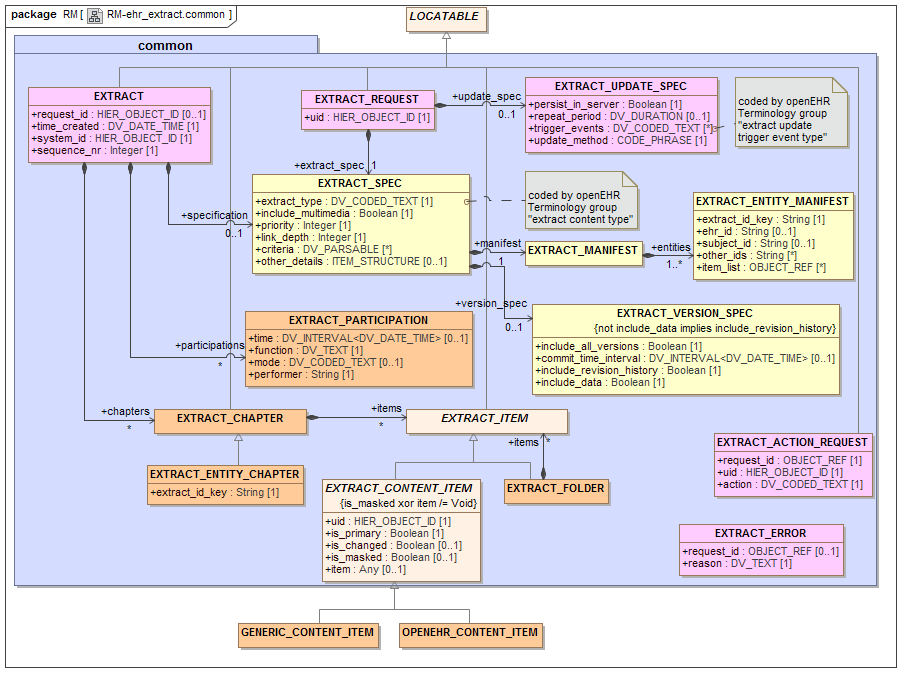 package RM [ RM-ehr_extract.common ]
LOCATABLE
common
EXTRACT
+request_id : HIER_OBJECT_ID [0..1]
+time_created : DV_DATE_TIME [1]
+system_id : HIER_OBJECT_ID [1]
+sequence_nr : Integer [1]
EXTRACT_REQUEST
+uid : HIER_OBJECT_ID [1]
+update_spec
0..1
EXTRACT_UPDATE_SPEC
+persist_in_server : Boolean [1]
+repeat_period : DV_DURATION [0..1]
+trigger_events : DV_CODED_TEXT [*]
+update_method : CODE_PHRASE [1]
coded by openEHR
Terminology group
"extract update
trigger event type"
+extract_spec
1
EXTRACT_SPEC
+extract_type : DV_CODED_TEXT [1]
+include_multimedia : Boolean [1]
+priority : Integer [1]
+link_depth : Integer [1]
+criteria : DV_PARSABLE [*]
+other_details : ITEM_STRUCTURE [0..1]
coded by openEHR
Terminology group
"extract content type"
+specification
0..1
+manifest
1
EXTRACT_MANIFEST
+entities
1..*
EXTRACT_ENTITY_MANIFEST
+extract_id_key : String [1]
+ehr_id : String [0..1]
+subject_id : String [0..1]
+other_ids : String [*]
+item_list : OBJECT_REF [*]
+version_spec
0..1
EXTRACT_VERSION_SPEC
{not include_data implies include_revision_history}
+include_all_versions : Boolean [1]
+commit_time_interval : DV_INTERVAL<DV_DATE_TIME> [0..1]
+include_revision_history : Boolean [1]
+include_data : Boolean [1]
+participations
*
EXTRACT_PARTICIPATION
+time : DV_INTERVAL<DV_DATE_TIME> [0..1]
+function : DV_TEXT [1]
+mode : DV_CODED_TEXT [0..1]
+performer : String [1]
+chapters
*
EXTRACT_CHAPTER
+items
*
EXTRACT_ITEM
+items
*
EXTRACT_ENTITY_CHAPTER
+extract_id_key : String [1]
EXTRACT_CONTENT_ITEM
{is_masked xor item /= Void}
+uid : HIER_OBJECT_ID [1]
+is_primary : Boolean [1]
+is_changed : Boolean [0..1]
+is_masked : Boolean [0..1]
+item : Any [0..1]
EXTRACT_FOLDER
EXTRACT_ACTION_REQUEST
+request_id : OBJECT_REF [1]
+uid : HIER_OBJECT_ID [1]
+action : DV_CODED_TEXT [1]
EXTRACT_ERROR
+request_id : OBJECT_REF [0..1]
+reason : DV_TEXT [1]
GENERIC_CONTENT_ITEM
OPENEHR_CONTENT_ITEM